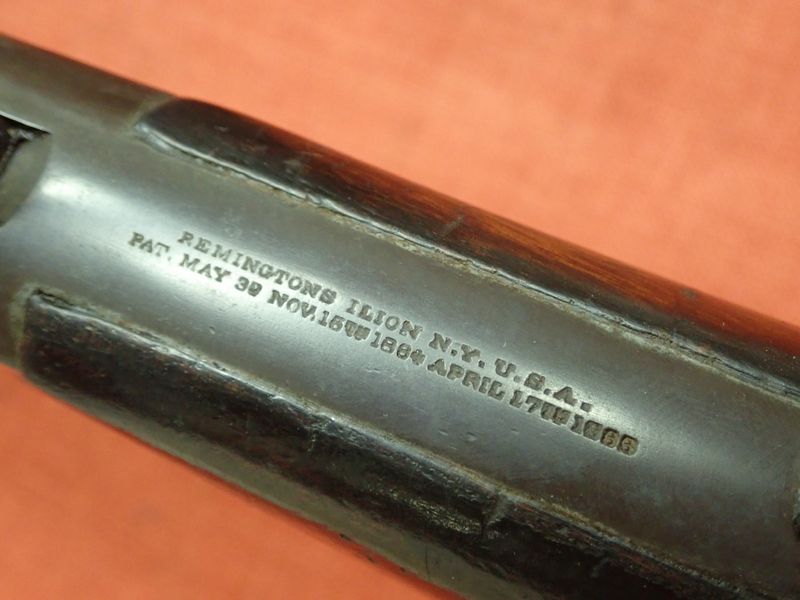 REMINGTONS ILION N.Y. U.S.A.
PAT. MAY 3D NOV. 15TH 1864 APRIL 17TH 1866